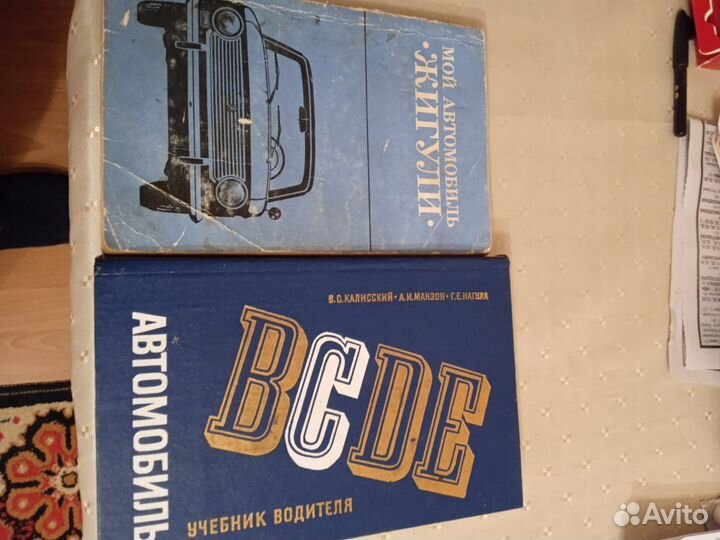 МОЙ АВТОМОБИЛЬ
·ЖИГУЛИ·
В.С.КАЛИССКИЙ·А.И.МАНЗОН·Г.Е.НАГУЛА
BCDE
АВТОМОБИЛЬ
УЧЕБНИК ВОДИТЕЛЯ
Avito